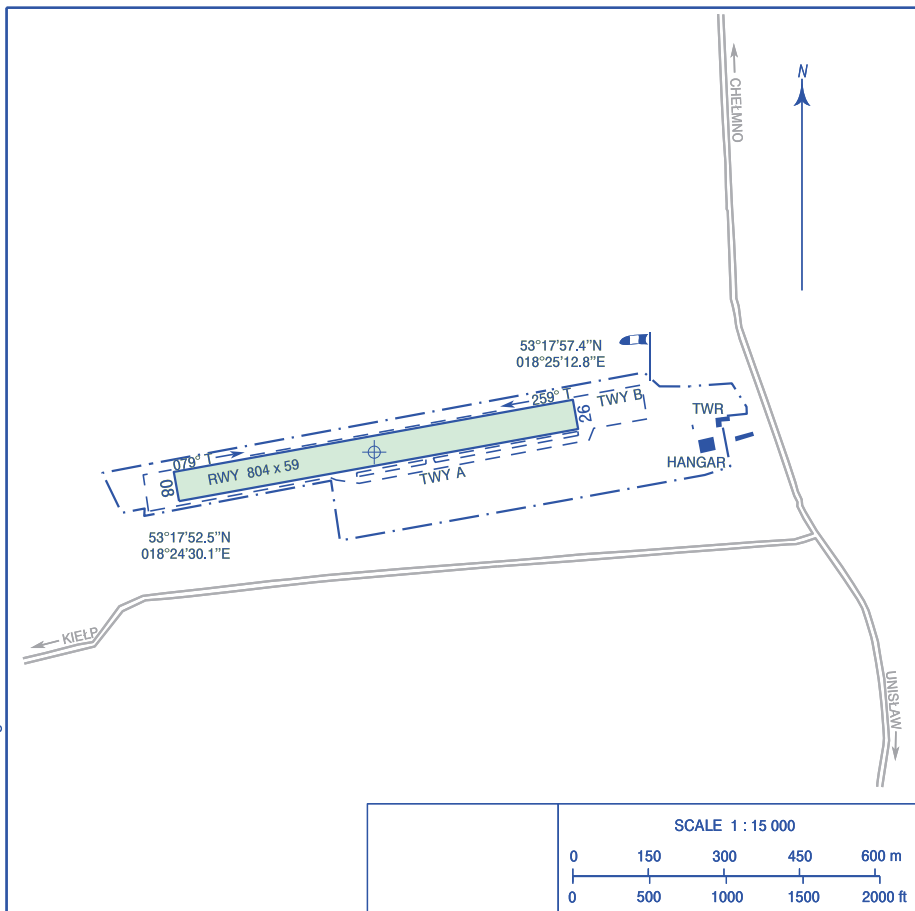 N
CHEŁMNO
53°17’57.4”N
018°25’12.8”E
259° T
TWY B
26
TWR
HANGAR
079° T
RWY 804 x 59
TWY A
08
53°17’52.5”N
018°24’30.1”E
KIEŁP
UNISŁAW
SCALE 1 : 15 000
0 150 300 450 600 m
0 500 1000 1500 2000 ft